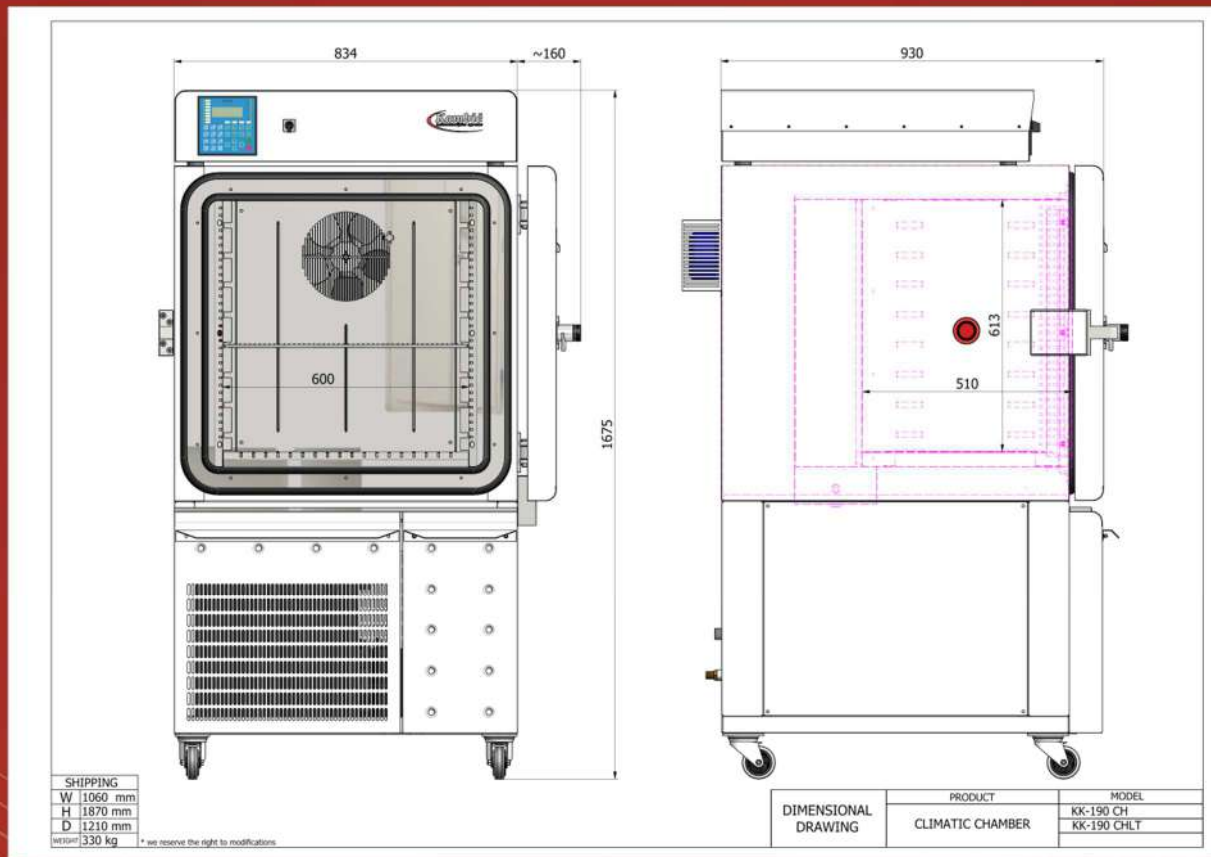 834
~160
930
Kambič
600
1675
613
510
SHIPPING
W 1060 mm
H 1870 mm
D 1210 mm
WEIGHT 330 kg
* we reserve the right to modifications
DIMENSIONAL
DRAWING
PRODUCT
CLIMATIC CHAMBER
MODEL
KK-190 CH
KK-190 CHLT